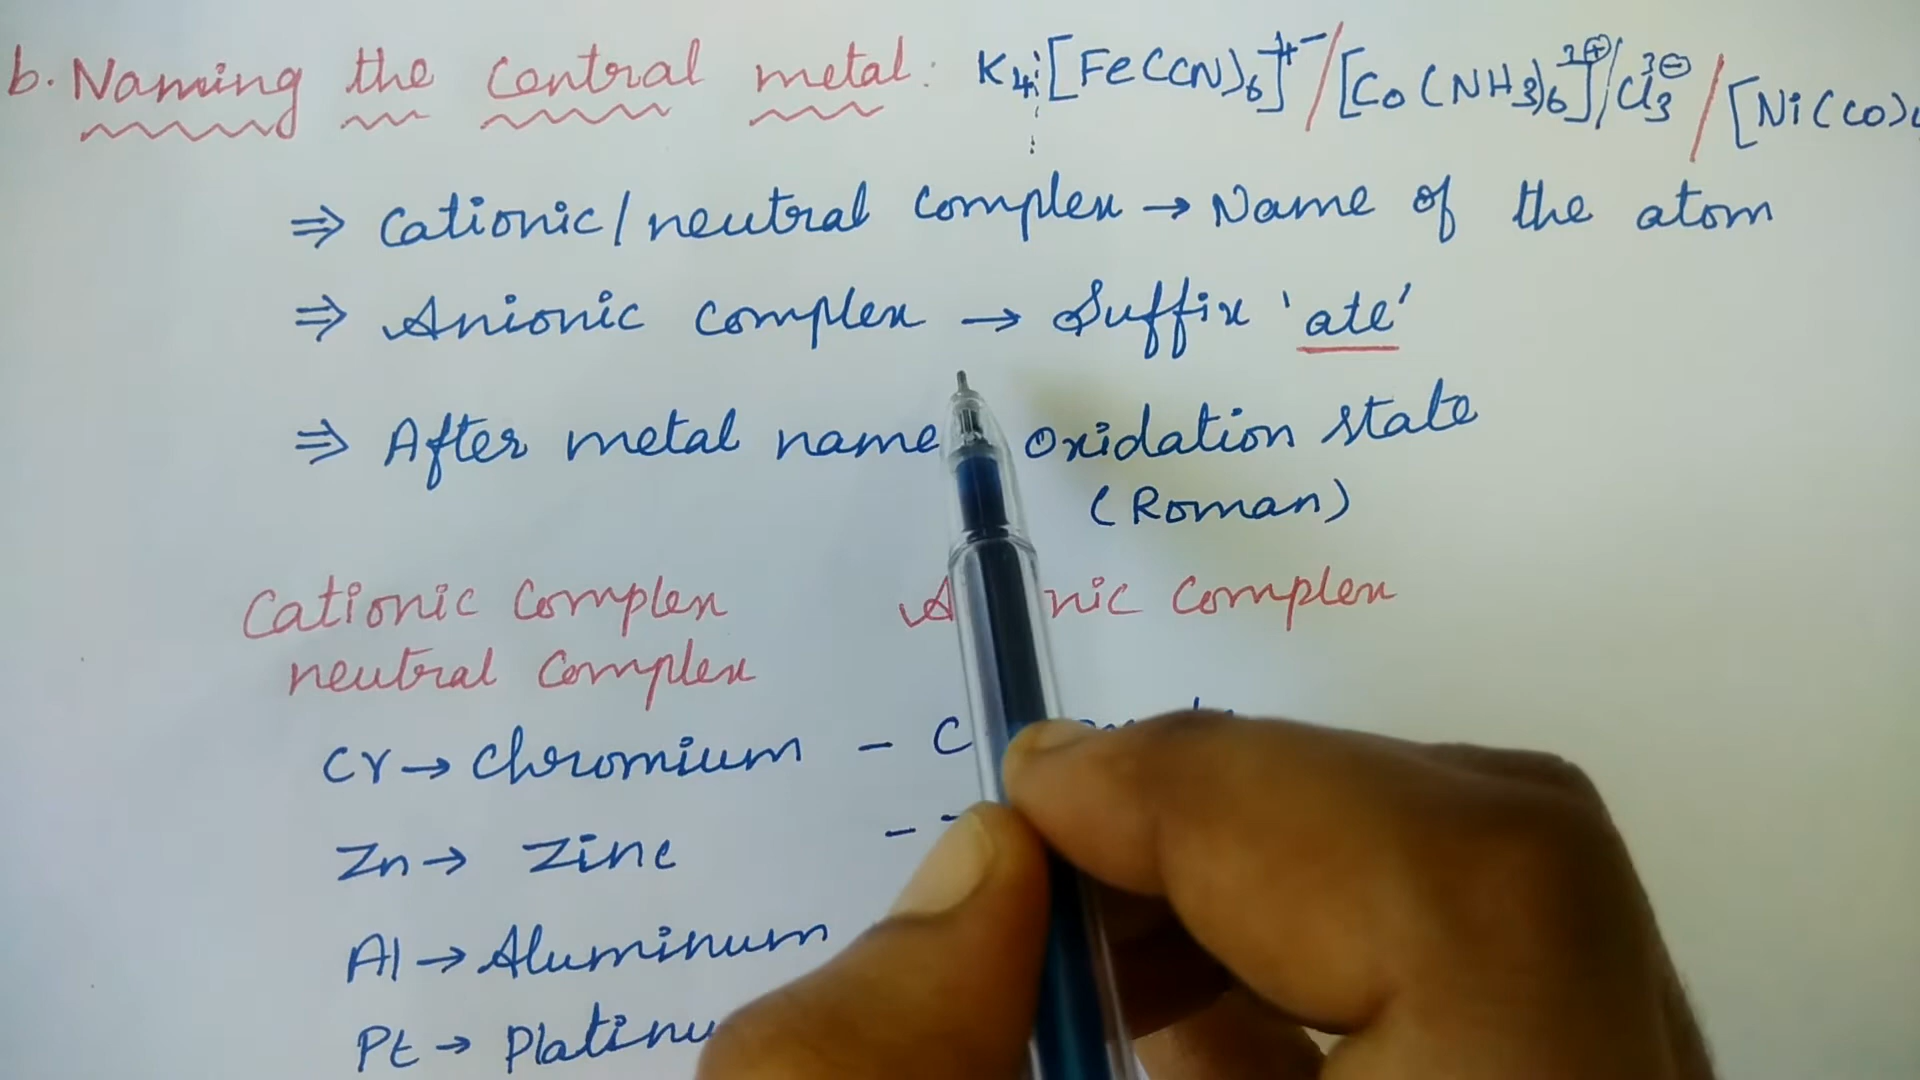 b. Naming the central metal: K4[Fe(CN)6]4-/[Co(NH3)6]3+/Cl3 3-/[Ni(CO)
⇒ Cationic/neutral complex → Name of the atom
⇒ Anionic complex → Suffix 'ate'
⇒ After metal name oxidation state
(Roman)
Cationic complex
neutral complex
nic complex
Cr → Chromium -
Zn → Zinc -
Al → Aluminum
Pt → Platinu